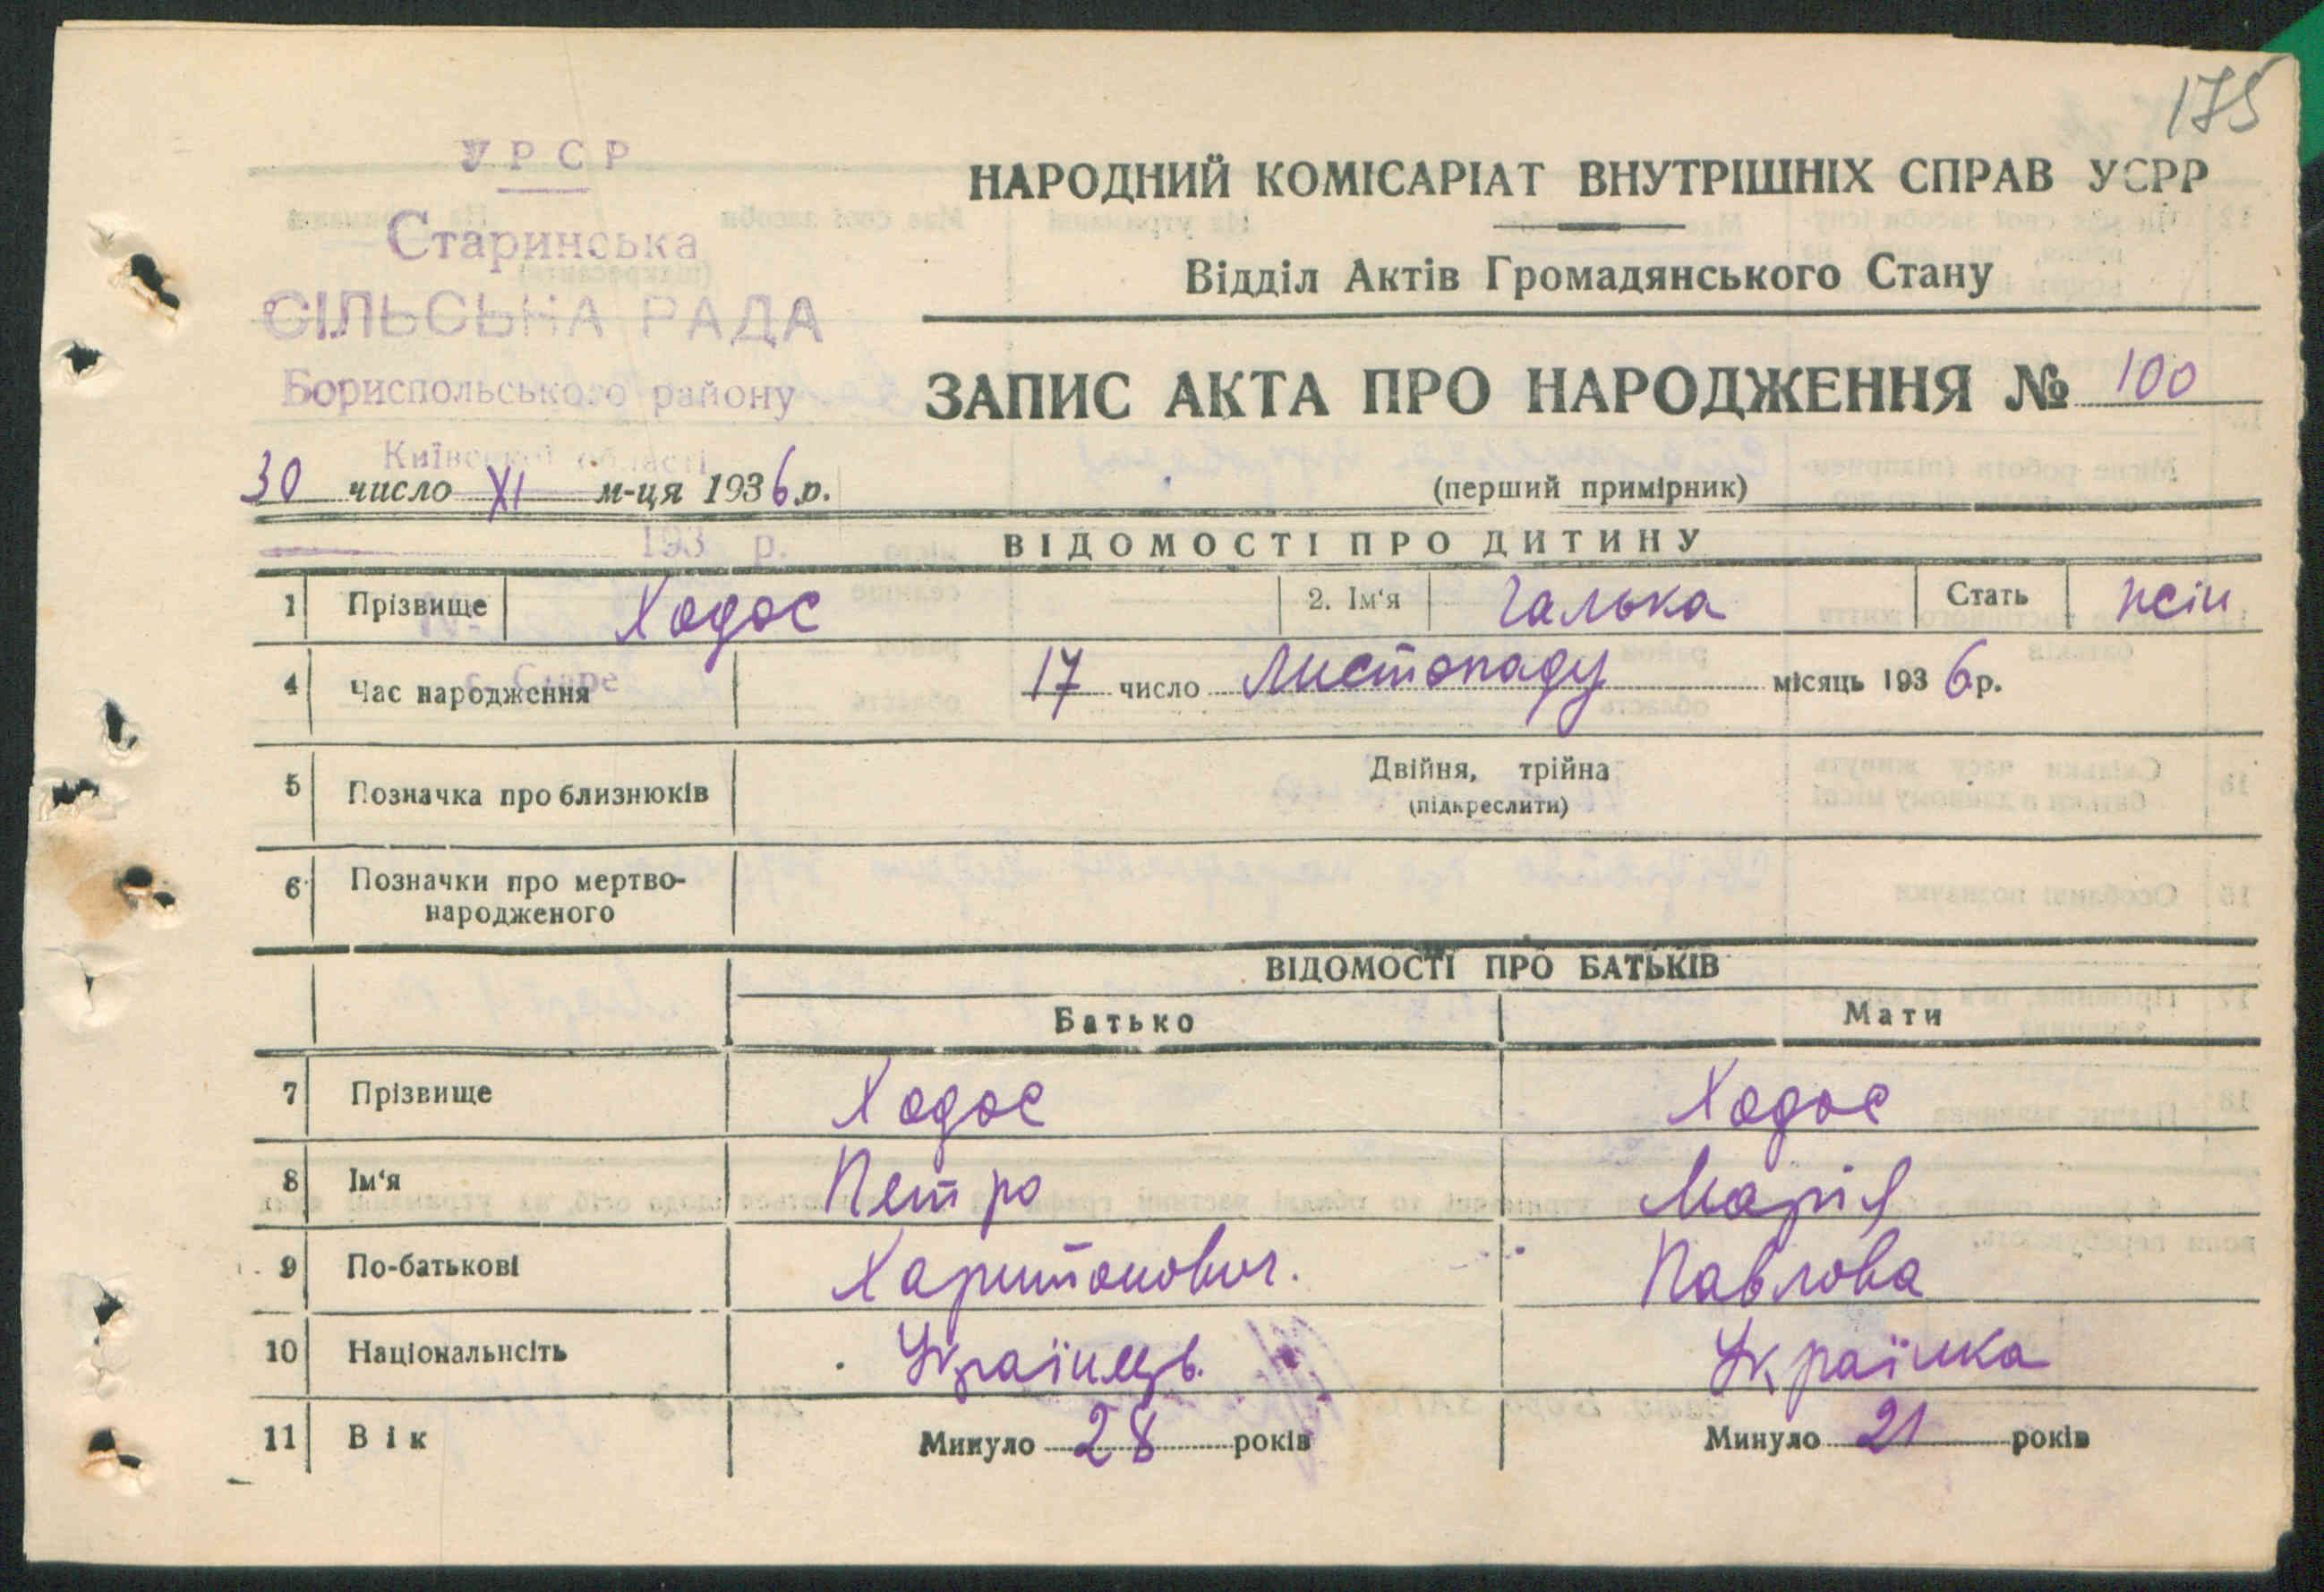 175
УРСР
Старинська
СІЛЬСЬКА РАДА
Бориспольського району
Київської області
193 р.
с. Старе
НАРОДНИЙ КОМІСАРІАТ ВНУТРІШНІХ СПРАВ УСРР
Відділ Актів Громадянського Стану
ЗАПИС АКТА ПРО НАРОДЖЕННЯ № 100
30 число XI м-ця 1936 р. (перший примірник)
ВІДОМОСТІ ПРО ДИТИНУ
1 Прізвище Ходос 2. Ім'я Галька Стать жін
4 Час народження 17 число Листопаду місяць 1936 р.
5 Позначка про близнюків Двійня, трійна
(підкреслити)
6 Позначки про мертво-
народженого
ВІДОМОСТІ ПРО БАТЬКІВ
Батько Мати
7 Прізвище Ходос Ходос
8 Ім'я Петро Марія
9 По-батькові Харитонович. Павлова
10 Національнсіть Українець. Українка
11 Вік Минуло 28 років Минуло 21 років